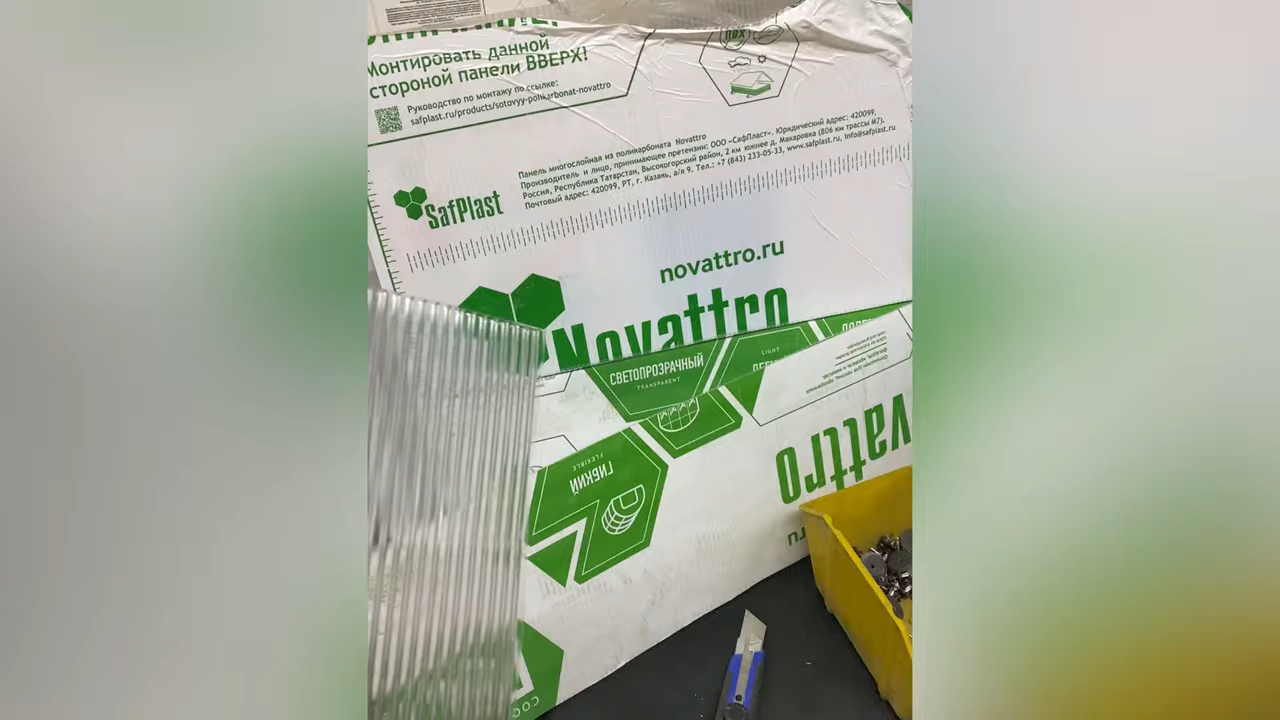 Монтировать данной
стороной панели ВВЕРХ!
Руководство по монтажу по ссылке:
safplast.ru/products/sotovyy-polikarbonat-novattro
ПВХ
Панель многослойная из поликарбоната Novattro
Производитель и лицо, принимающее претензии: ООО «СафПласт». Юридический адрес: 420099,
Россия, Республика Татарстан, Высокогорский район, 2 км южнее д. Макаровка (806 км трассы М7).
Почтовый адрес: 420099, РТ, г. Казань, а/я 9. Тел.: +7 (843) 233-05-33, www.safplast.ru, info@safplast.ru
SafPlast
novattro.ru
Novattro
СВЕТОПРОЗРАЧНЫЙ
TRANSPARENT
LIGHT
vattro
ГИБКИЙ
FLEXIBLE
ru